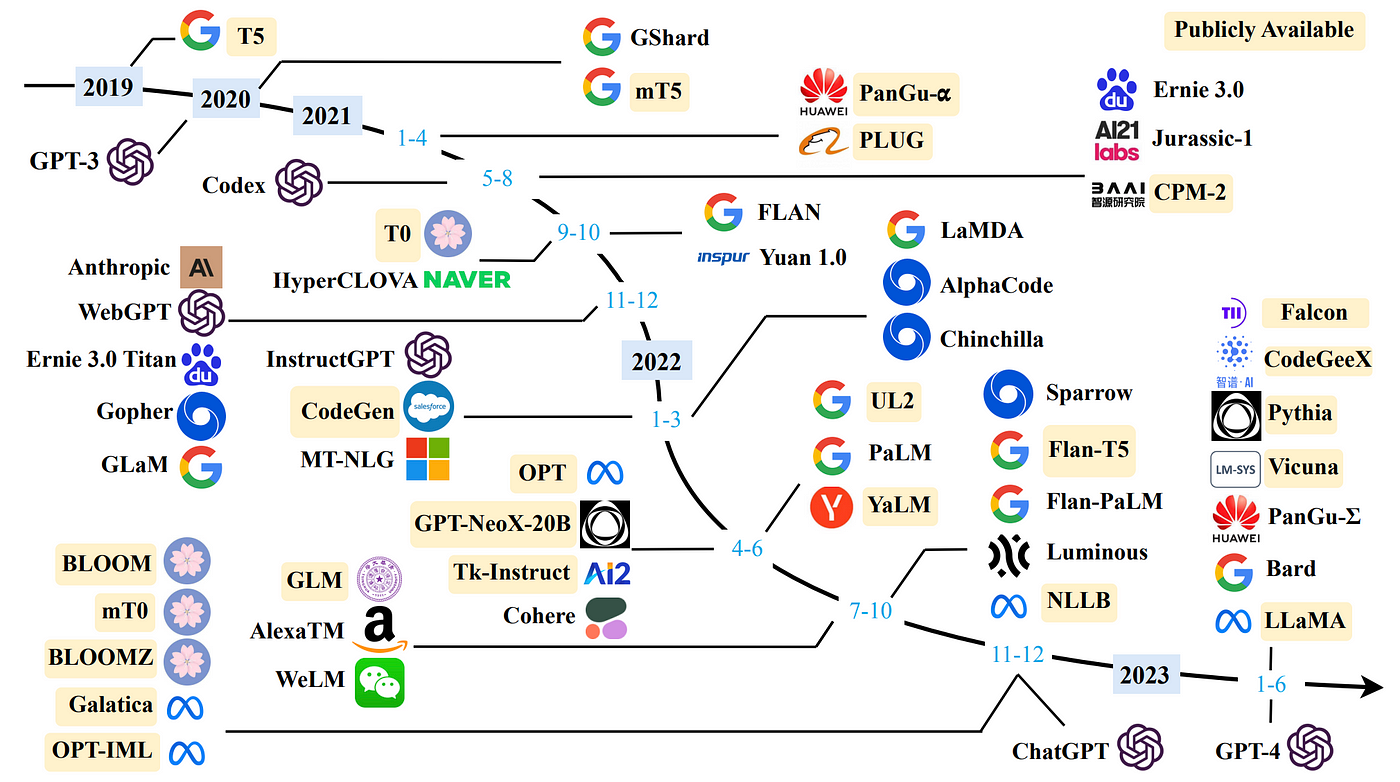 T5
GShard
Publicly Available
2019
2020
mT5
HUAWEI
PanGu-α
du
Ernie 3.0
2021
1-4
PLUG
AI21
labs
Jurassic-1
GPT-3
Codex
5-8
BAAI
智源研究院
CPM-2
T0
9-10
FLAN
LaMDA
Anthropic
AI
HyperCLOVA NAVER
inspur
Yuan 1.0
AlphaCode
WebGPT
11-12
TII
Falcon
Chinchilla
Ernie 3.0 Titan
du
InstructGPT
2022
CodeGeeX
智谱·AI
Gopher
CodeGen
salesforce
1-3
UL2
Sparrow
Pythia
GLaM
MT-NLG
PaLM
Flan-T5
LM-SYS
Vicuna
OPT
YaLM
Flan-PaLM
PanGu-Σ
HUAWEI
GPT-NeoX-20B
4-6
Luminous
Bard
BLOOM
GLM
Tk-Instruct
Ai2
NLLB
LLaMA
mT0
AlexaTM
a
Cohere
7-10
BLOOMZ
WeLM
11-12
2023
1-6
Galatica
OPT-IML
ChatGPT
GPT-4